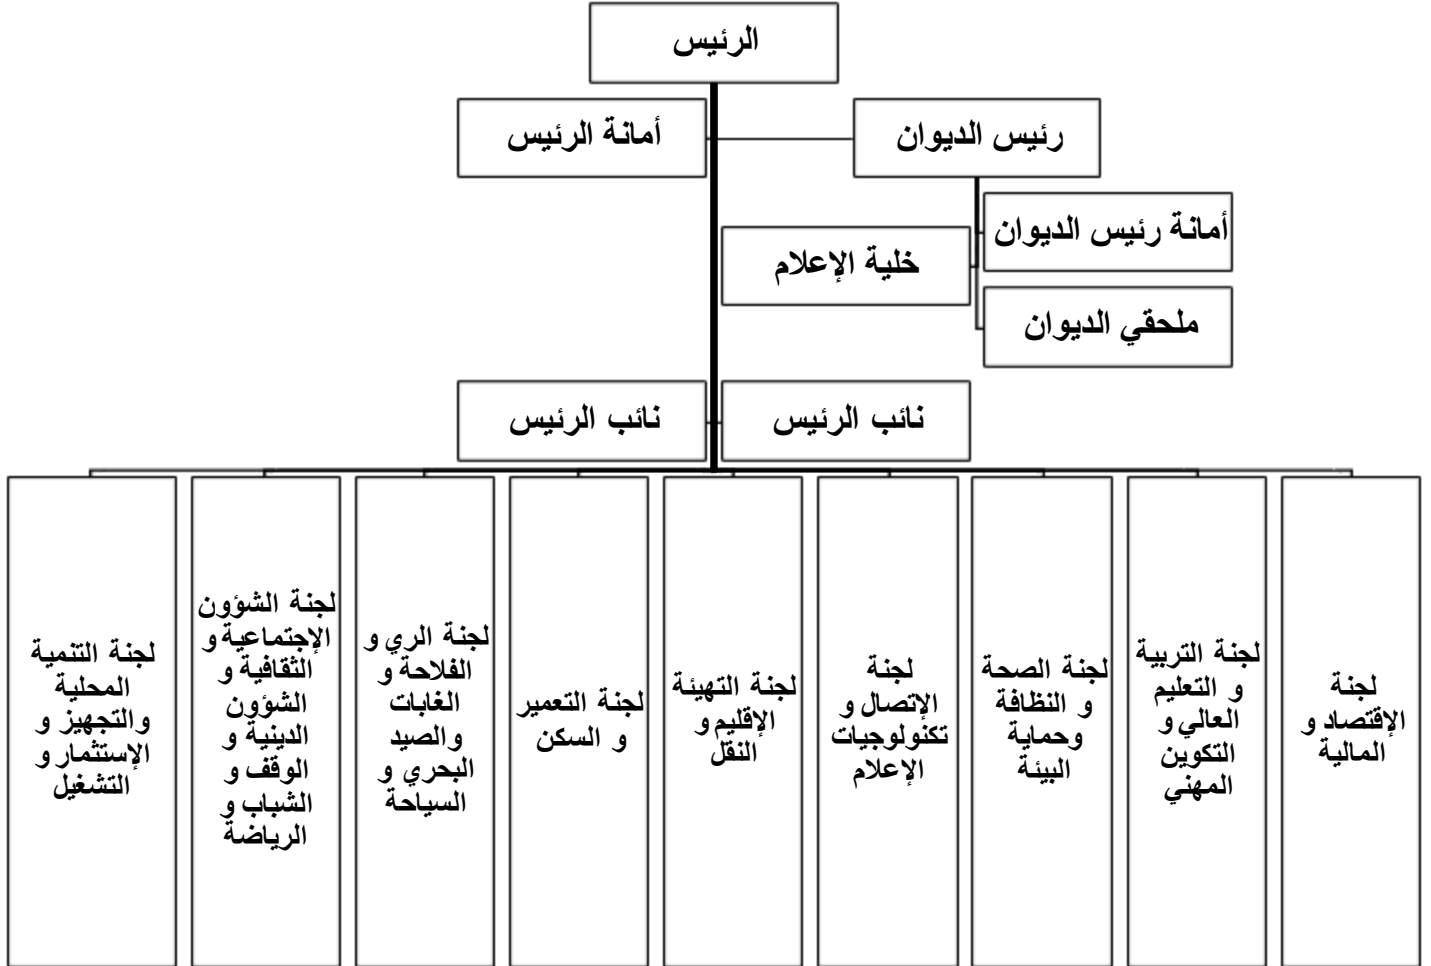 الرئيس
رئيس الديوان
أمانة الرئيس
أمانة رئيس الديوان
خلية الإعلام
ملحقي الديوان
نائب الرئيس
نائب الرئيس
لجنة
الإقتصاد و
المالية
لجنة التربية
و التعليم
العالي و
التكوين
المهني
لجنة الصحة
و النظافة
وحماية
البيئة
لجنة
الإتصال و
تكنولوجيات
الإعلام
لجنة التهيئة
الإقليم و
النقل
لجنة التعمير
و السكن
لجنة الري و
الفلاحة و
الغابات
والصيد
البحري و
السياحة
لجنة الشؤون
الإجتماعية و
الثقافية و
الشؤون
الدينية و
الوقف و
الشباب و
الرياضة
لجنة التنمية
المحلية
والتجهيز و
الإستثمار و
التشغيل